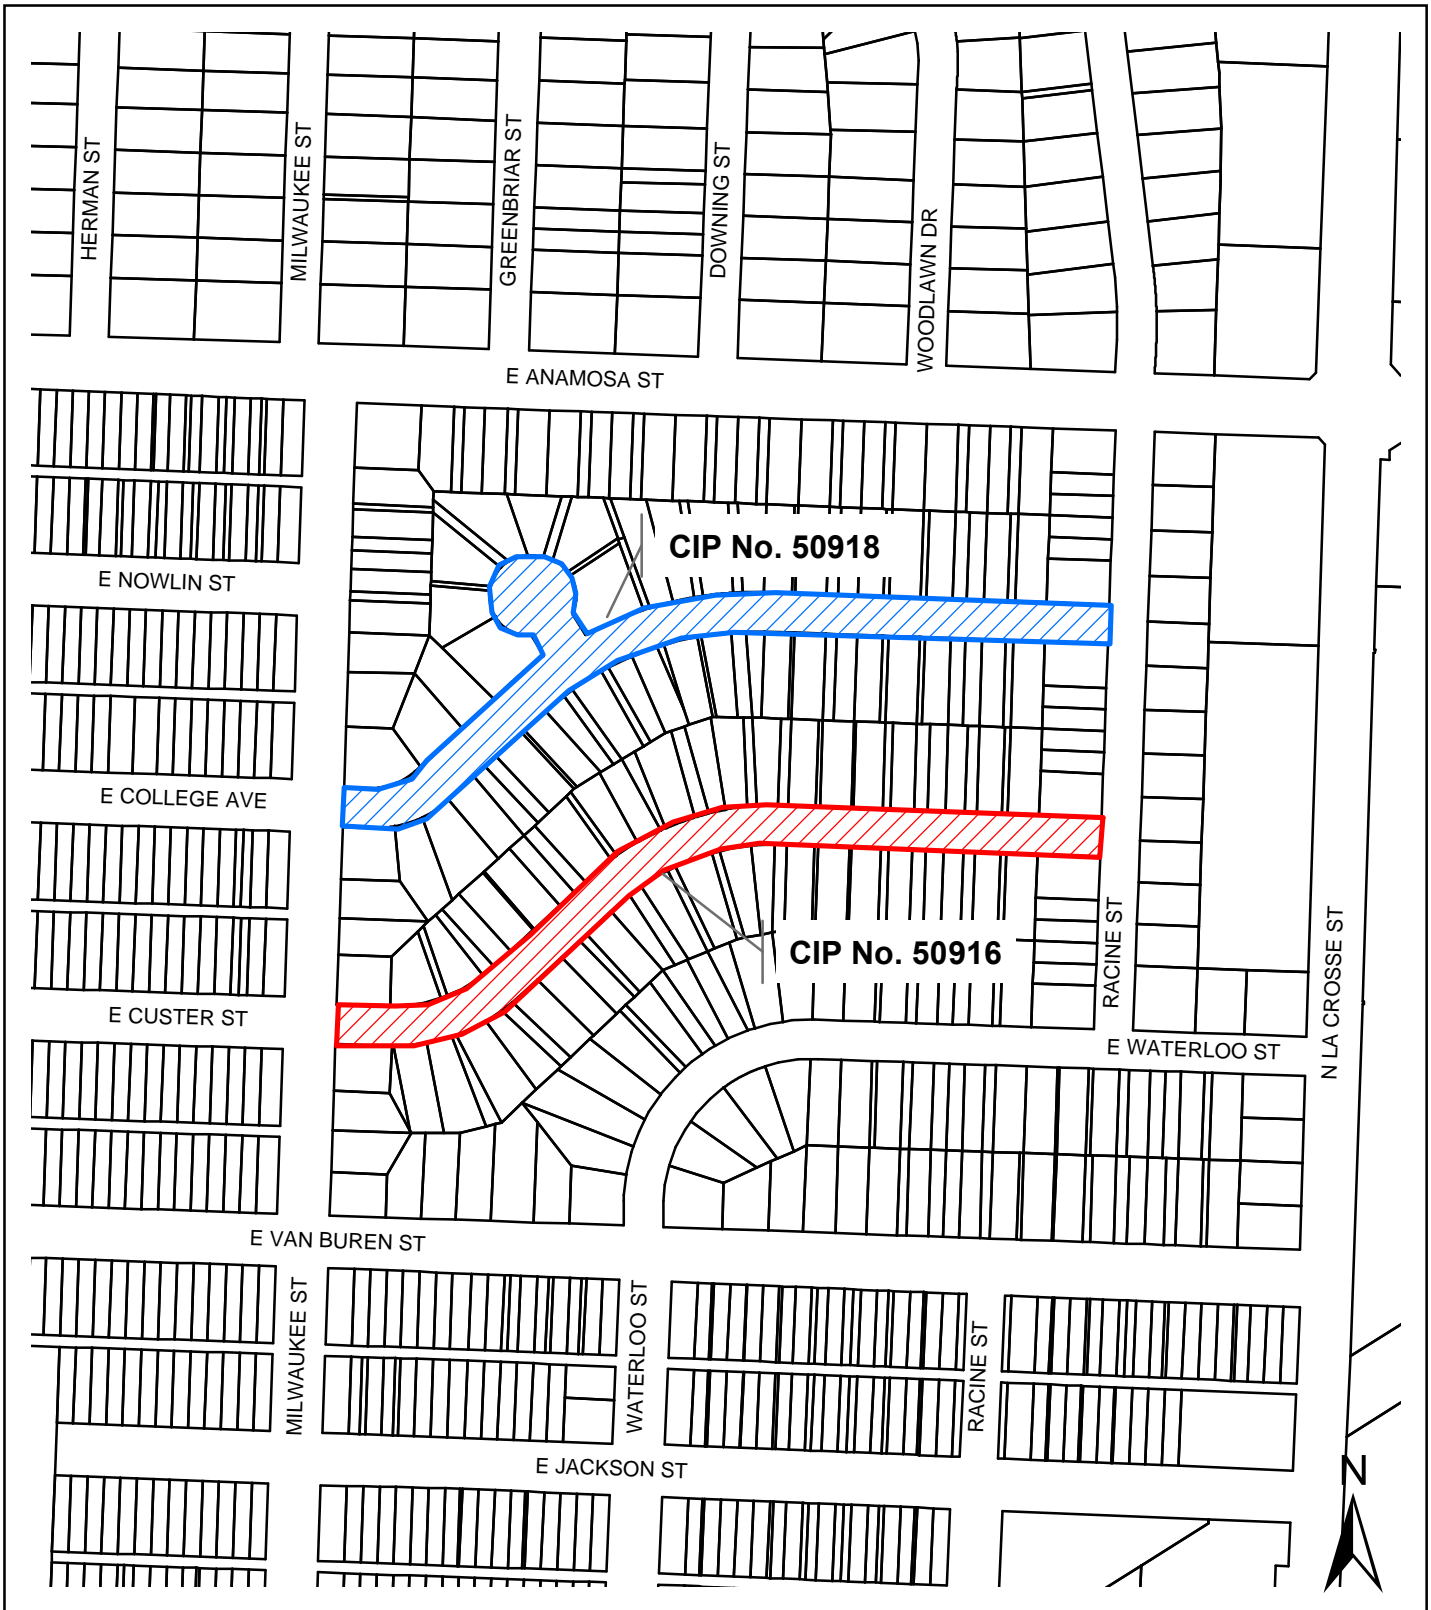 HERMAN ST
MILWAUKEE ST
GREENBRIAR ST
DOWNING ST
WOODLAWN DR
E ANAMOSA ST
CIP No. 50918
E NOWLIN ST
E COLLEGE AVE
CIP No. 50916
RACINE ST
N LA CROSSE ST
E CUSTER ST
E WATERLOO ST
E VAN BUREN ST
MILWAUKEE ST
WATERLOO ST
RACINE ST
E JACKSON ST
N